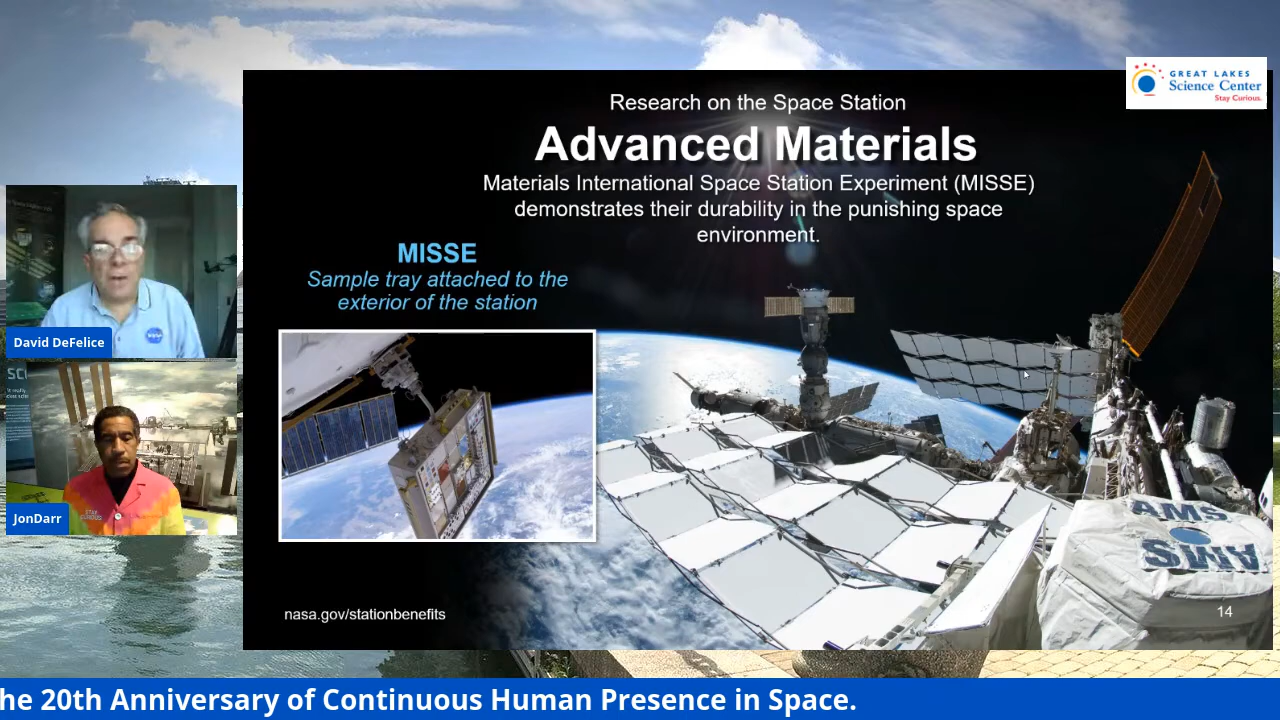 GREAT LAKES
Science Center
Stay Curious.
Research on the Space Station
Advanced Materials
Materials International Space Station Experiment (MISSE)
demonstrates their durability in the punishing space
environment.
MISSE
Sample tray attached to the
exterior of the station
David DeFelice
JonDarr
AMS
nasa.gov/stationbenefits
14
he 20th Anniversary of Continuous Human Presence in Space.